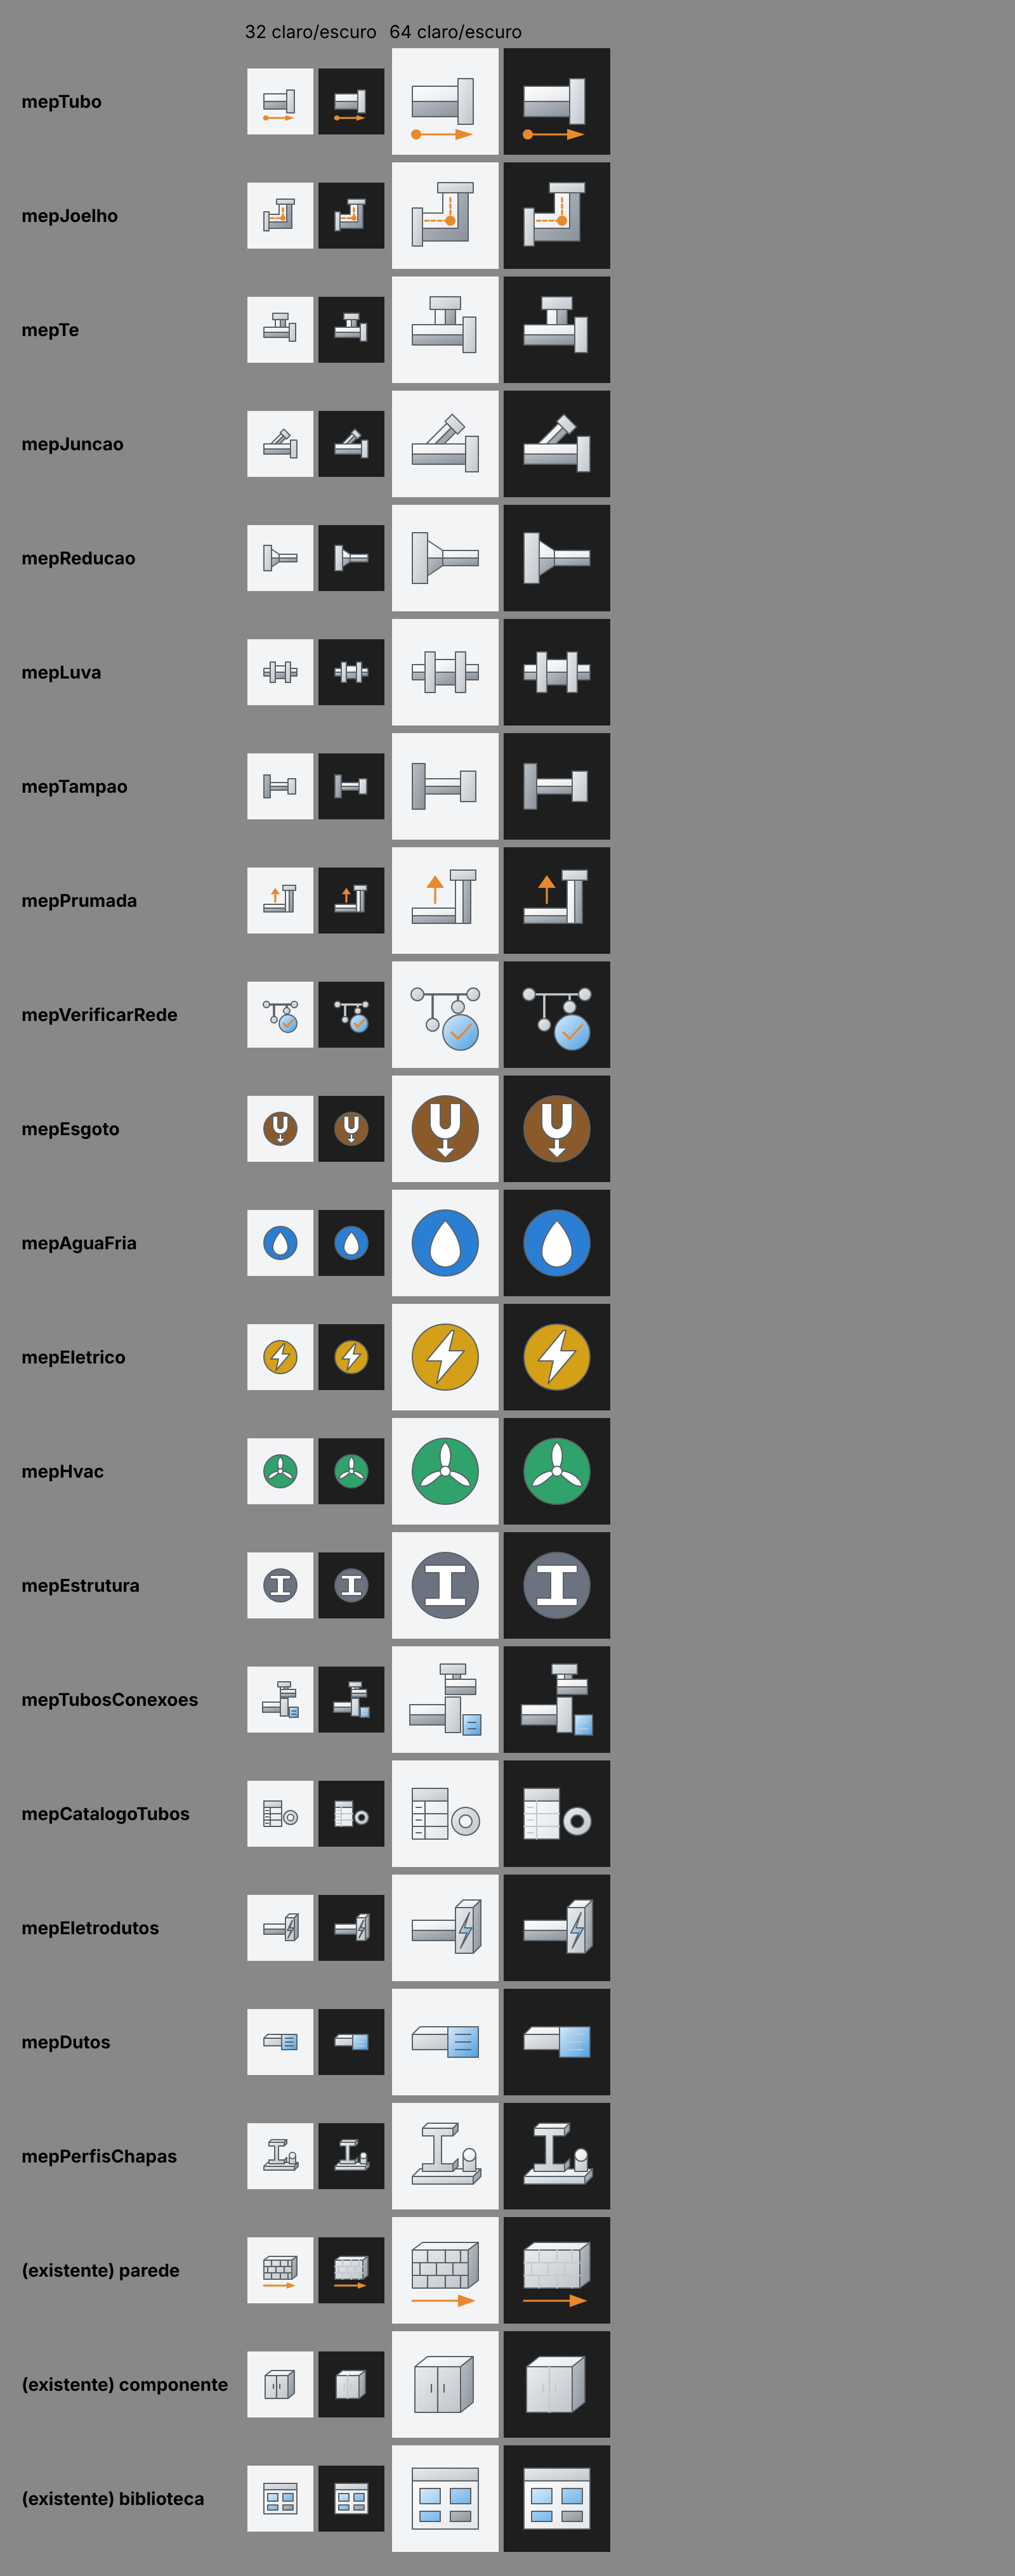 32 claro/escuro 64 claro/escuro
mepTubo
mepJoelho
mepTe
mepJuncao
mepReducao
mepLuva
mepTampao
mepPrumada
mepVerificarRede
mepEsgoto
mepAguaFria
mepEletrico
mepHvac
mepEstrutura
mepTubosConexoes
mepCatalogoTubos
mepEletrodutos
mepDutos
mepPerfisChapas
(existente) parede
(existente) componente
(existente) biblioteca